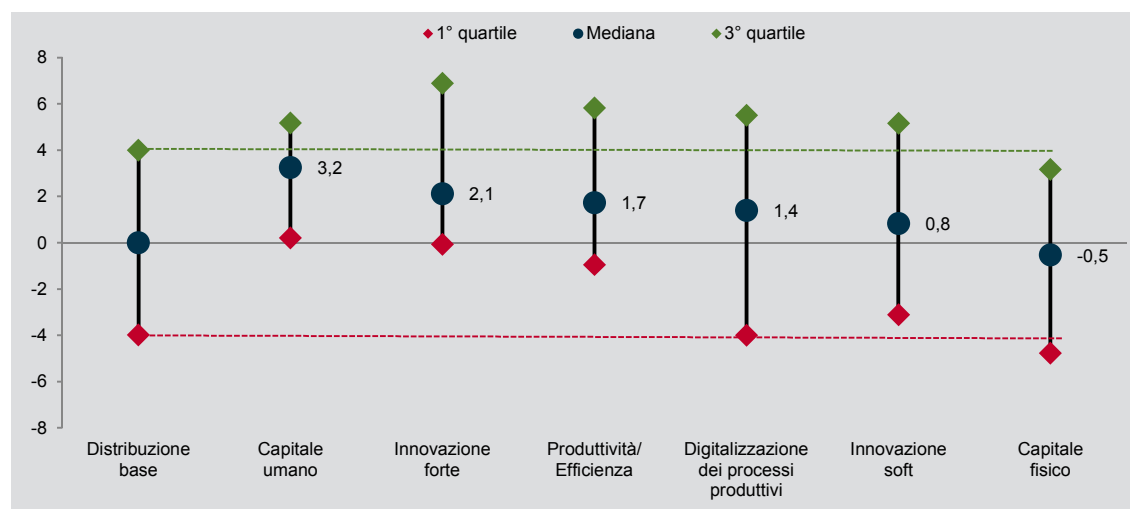 1° quartile Mediana 3° quartile
8
6
4
2
0
-2
-4
-6
-8
3,2
2,1
1,7
1,4
0,8
-0,5
Distribuzione
base
Capitale
umano
Innovazione
forte
Produttività/
Efficienza
Digitalizzazione
dei processi
produttivi
Innovazione
soft
Capitale
fisico